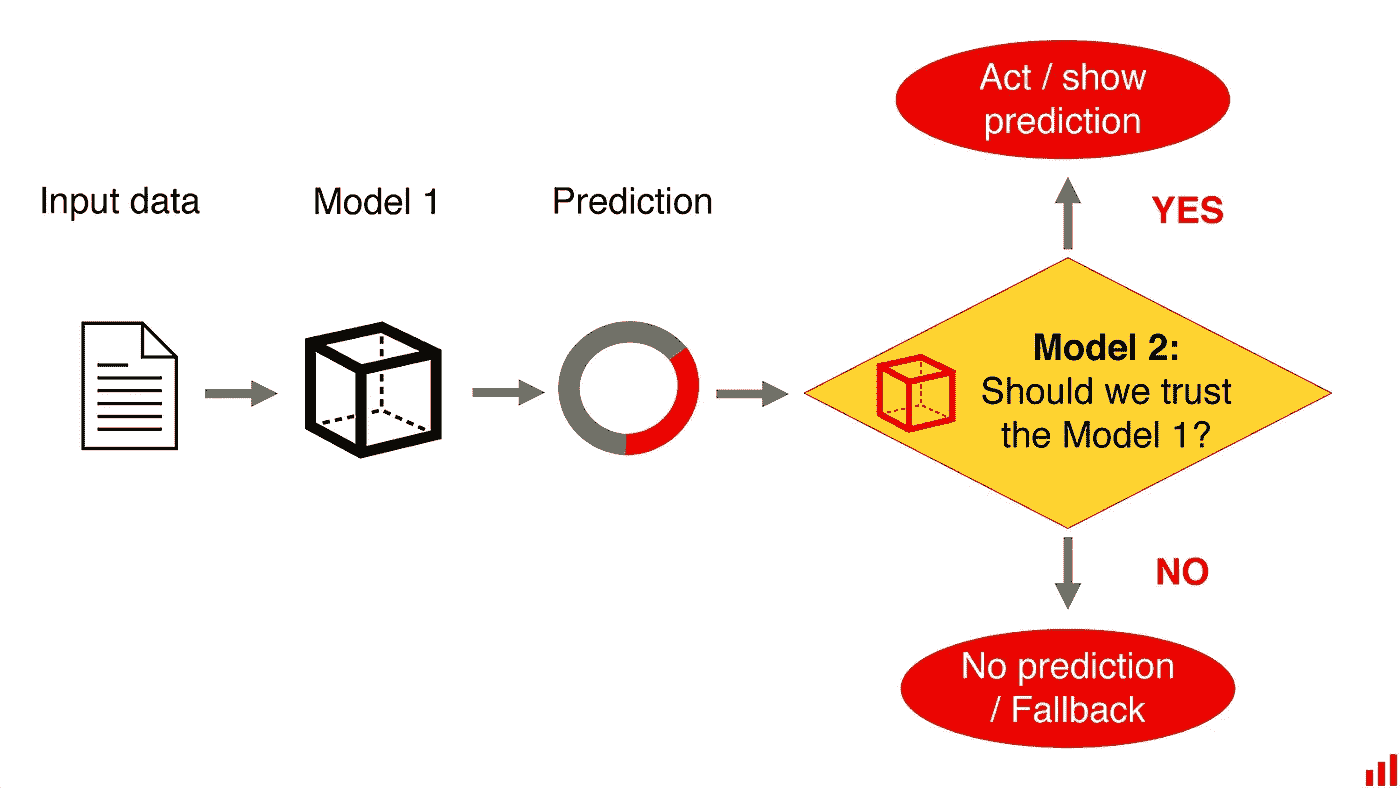 Act / show
prediction
Input data
Model 1
Prediction
YES
Model 2:
Should we trust
the Model 1?
NO
No prediction
/ Fallback